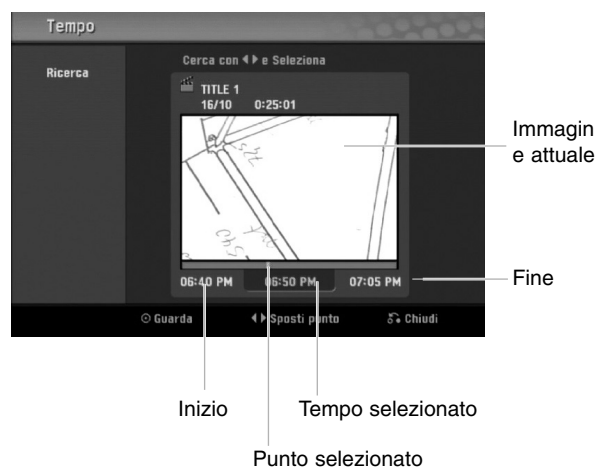 Tempo
Ricerca
Cerca con ◀ ▶ e Seleziona
TITLE 1
16/10 0:25:01
06:40 PM 06:50 PM 07:05 PM
⊙ Guarda ◀ ▶ Sposti punto Chiudi
Immagin
e attuale
Fine
Inizio
Tempo selezionato
Punto selezionato